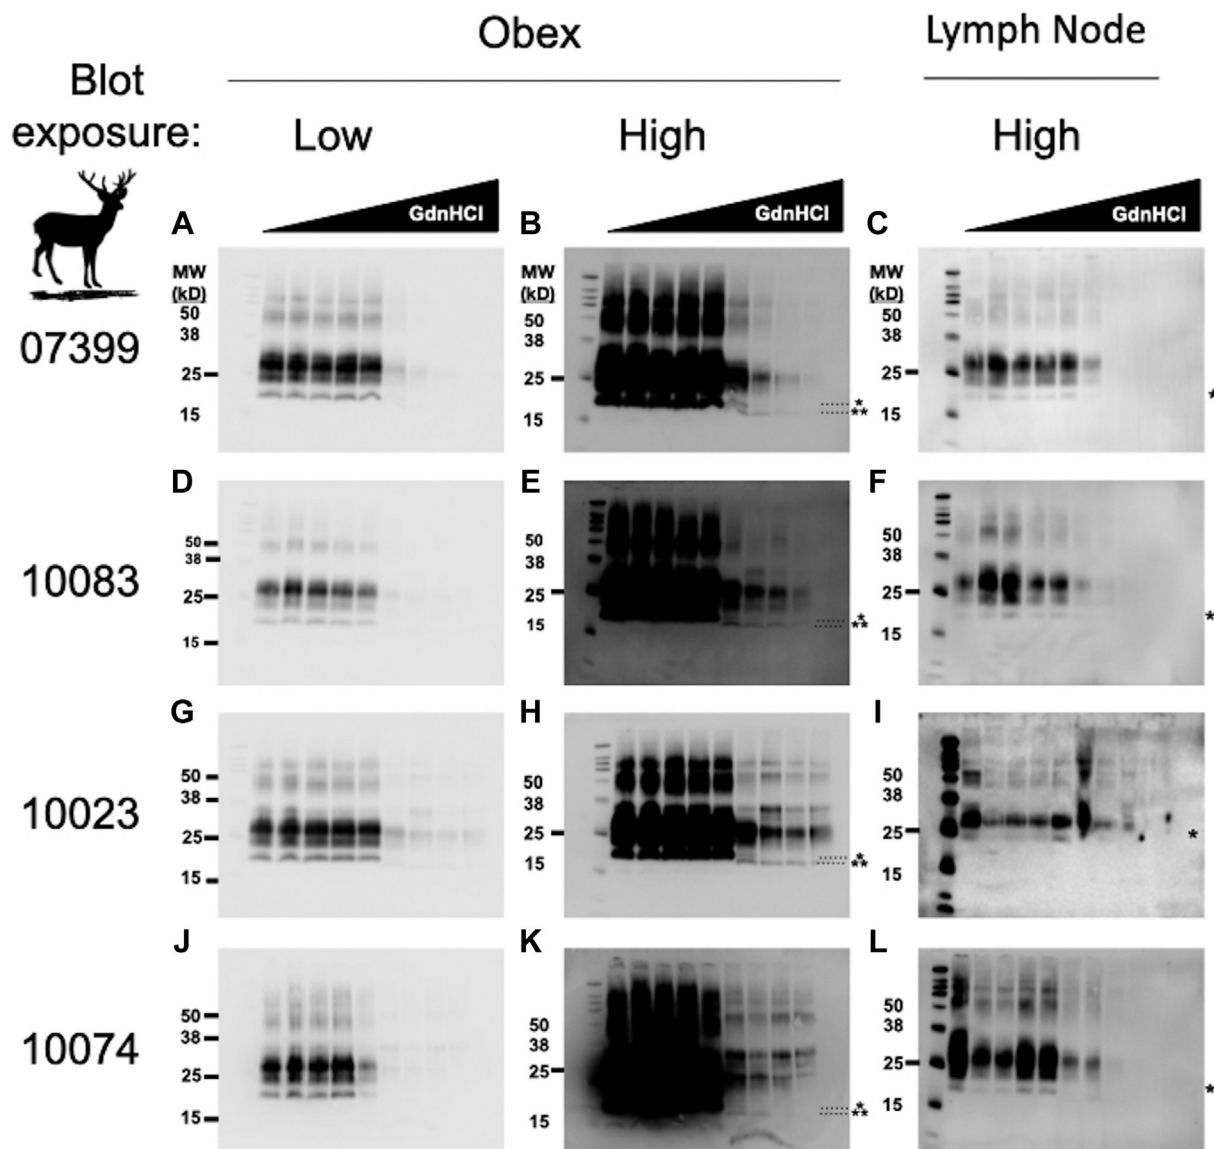 Obex
Lymph Node
Blot
exposure:
Low
High
High
07399
A
GdnHCl
MW
(kD)
50
38
25
15
B
GdnHCl
MW
(kD)
50
38
25
15
*
**
C
GdnHCl
MW
(kD)
50
38
25
15
*
10083
D
50
38
25
15
E
50
38
25
15
*
**
F
50
38
25
15
*
10023
G
50
38
25
15
H
50
38
25
15
*
**
I
50
38
25
15
*
10074
J
50
38
25
15
K
50
38
25
15
*
**
L
50
38
25
15
*